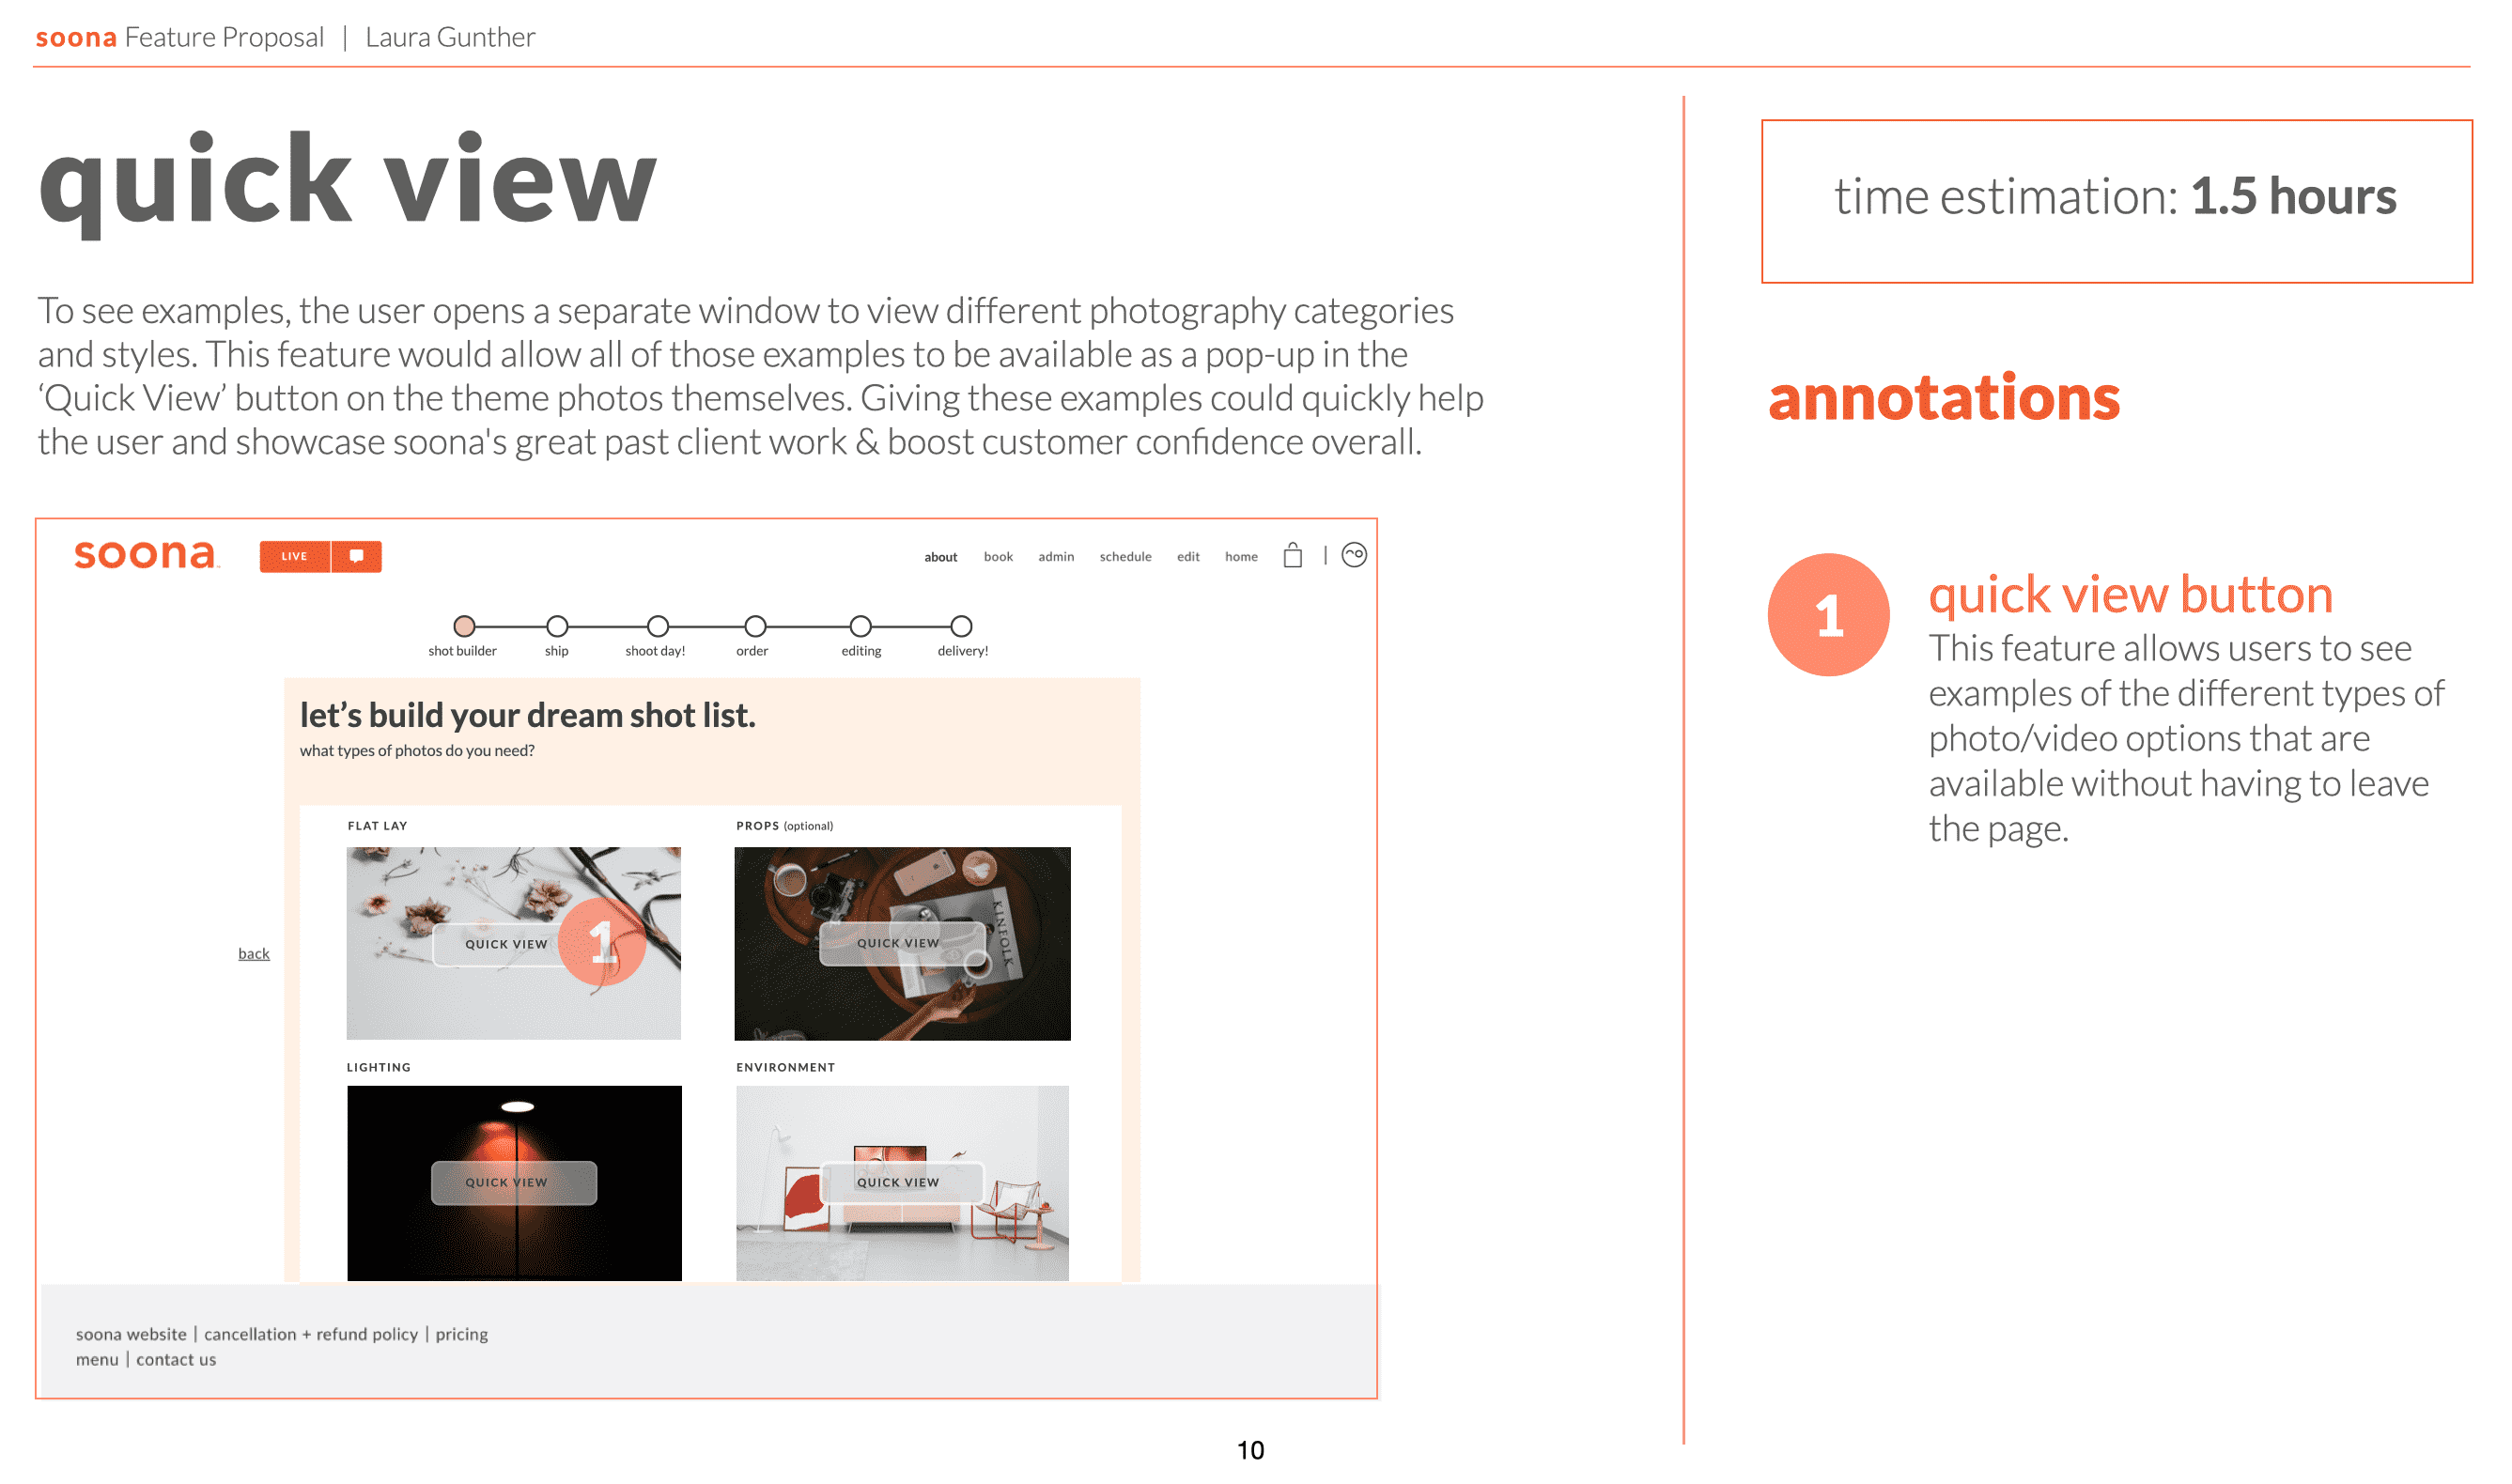 soona Feature Proposal | Laura Gunther
quick view
To see examples, the user opens a separate window to view different photography categories
and styles. This feature would allow all of those examples to be available as a pop-up in the
‘Quick View’ button on the theme photos themselves. Giving these examples could quickly help
the user and showcase soona's great past client work & boost customer confidence overall.
soona
LIVE
about book admin schedule edit home |
shot builder ship shoot day! order editing delivery!
let’s build your dream shot list.
what types of photos do you need?
FLAT LAY
PROPS (optional)
QUICK VIEW
1
QUICK VIEW
KINFOLK
back
LIGHTING
ENVIRONMENT
QUICK VIEW
QUICK VIEW
soona website | cancellation + refund policy | pricing
menu | contact us
time estimation: 1.5 hours
annotations
1
quick view button
This feature allows users to see
examples of the different types of
photo/video options that are
available without having to leave
the page.
10